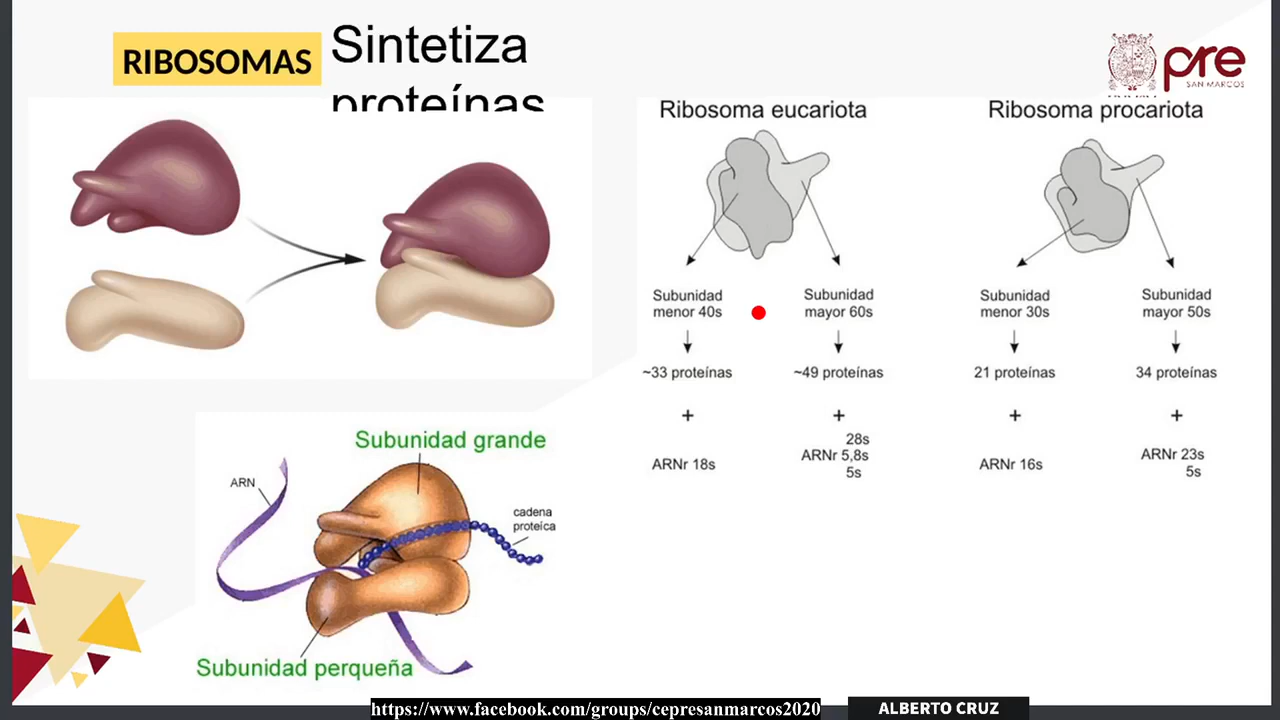 RIBOSOMAS
Sintetiza
proteínas
pre
SAN MARCOS
Ribosoma eucariota
Ribosoma procariota
Subunidad
menor 40s
Subunidad
mayor 60s
Subunidad
menor 30s
Subunidad
mayor 50s
~33 proteínas
~49 proteínas
21 proteínas
34 proteínas
+
+
+
+
ARNr 18s
28s
ARNr 5,8s
5s
ARNr 16s
ARNr 23s
5s
Subunidad grande
ARN
cadena
proteíca
Subunidad perqueña
https://www.facebook.com/groups/cepresanmarcos2020
ALBERTO CRUZ